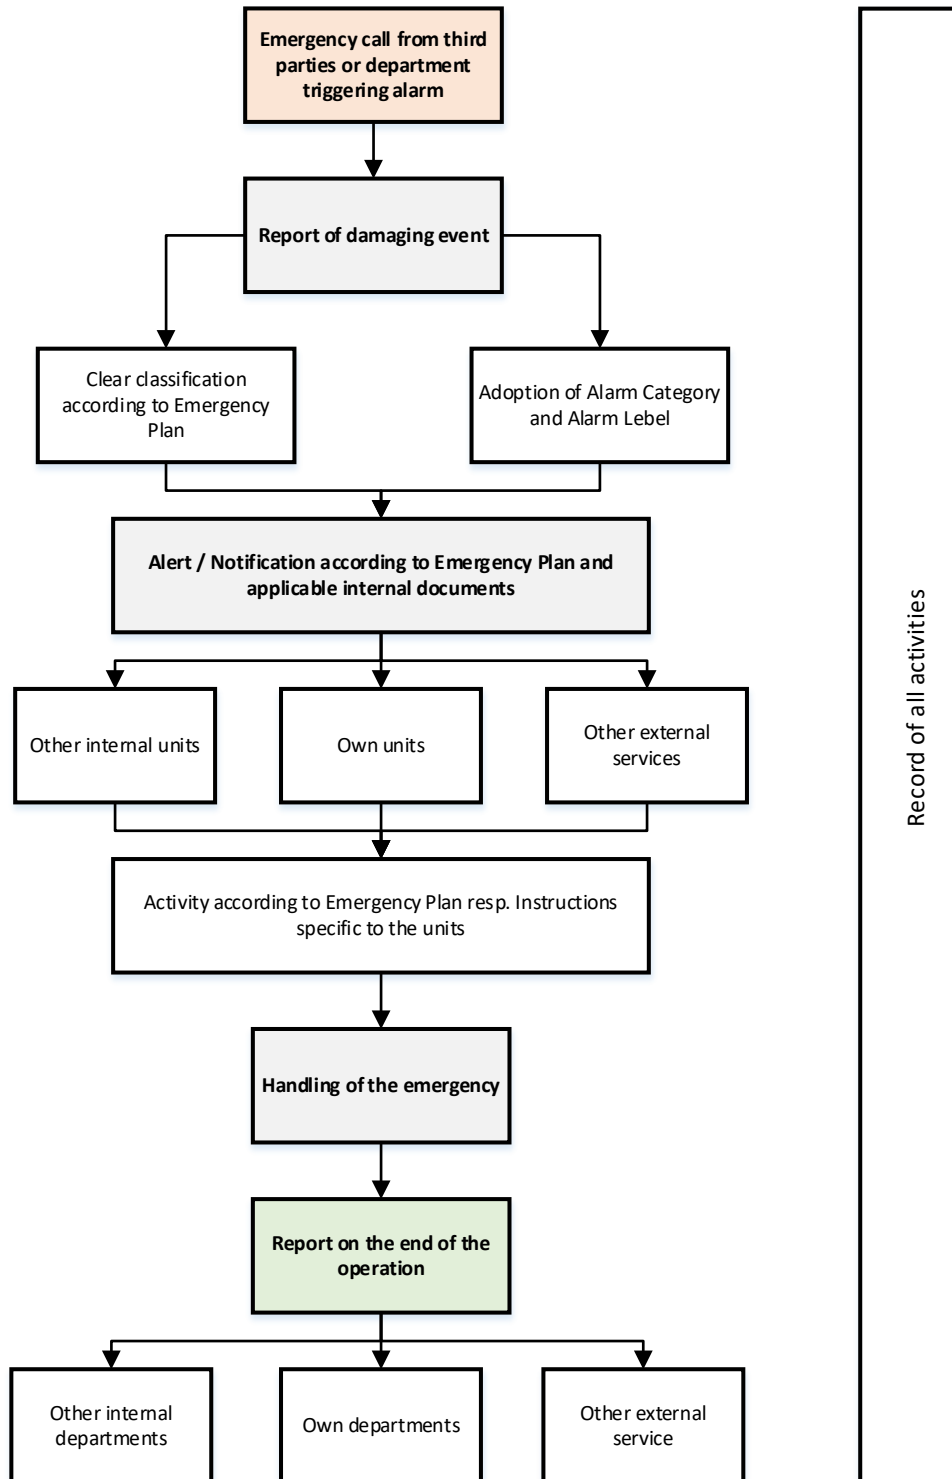 Emergency call from third
parties or department
triggering alarm
Report of damaging event
Clear classification
according to Emergency
Plan
Adoption of Alarm Category
and Alarm Lebel
Alert / Notification according to Emergency Plan and
applicable internal documents
Other internal units
Own units
Other external
services
Activity according to Emergency Plan resp. Instructions
specific to the units
Handling of the emergency
Report on the end of the
operation
Other internal
departments
Own departments
Other external
service
Record of all activities